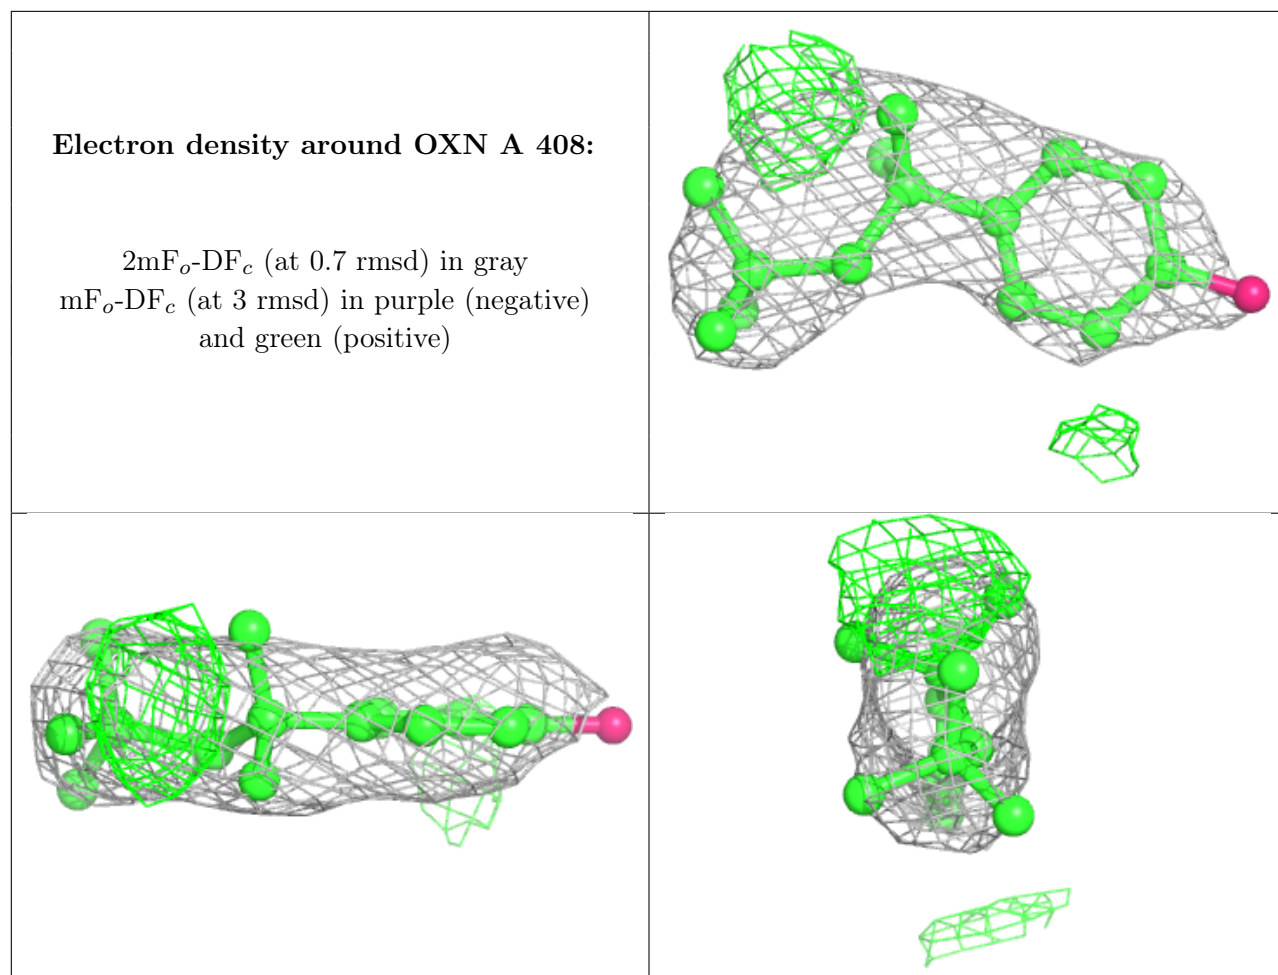 Electron density around OXN A 408:
2mFo-DFc (at 0.7 rmsd) in gray
mFo-DFc (at 3 rmsd) in purple (negative)
and green (positive)